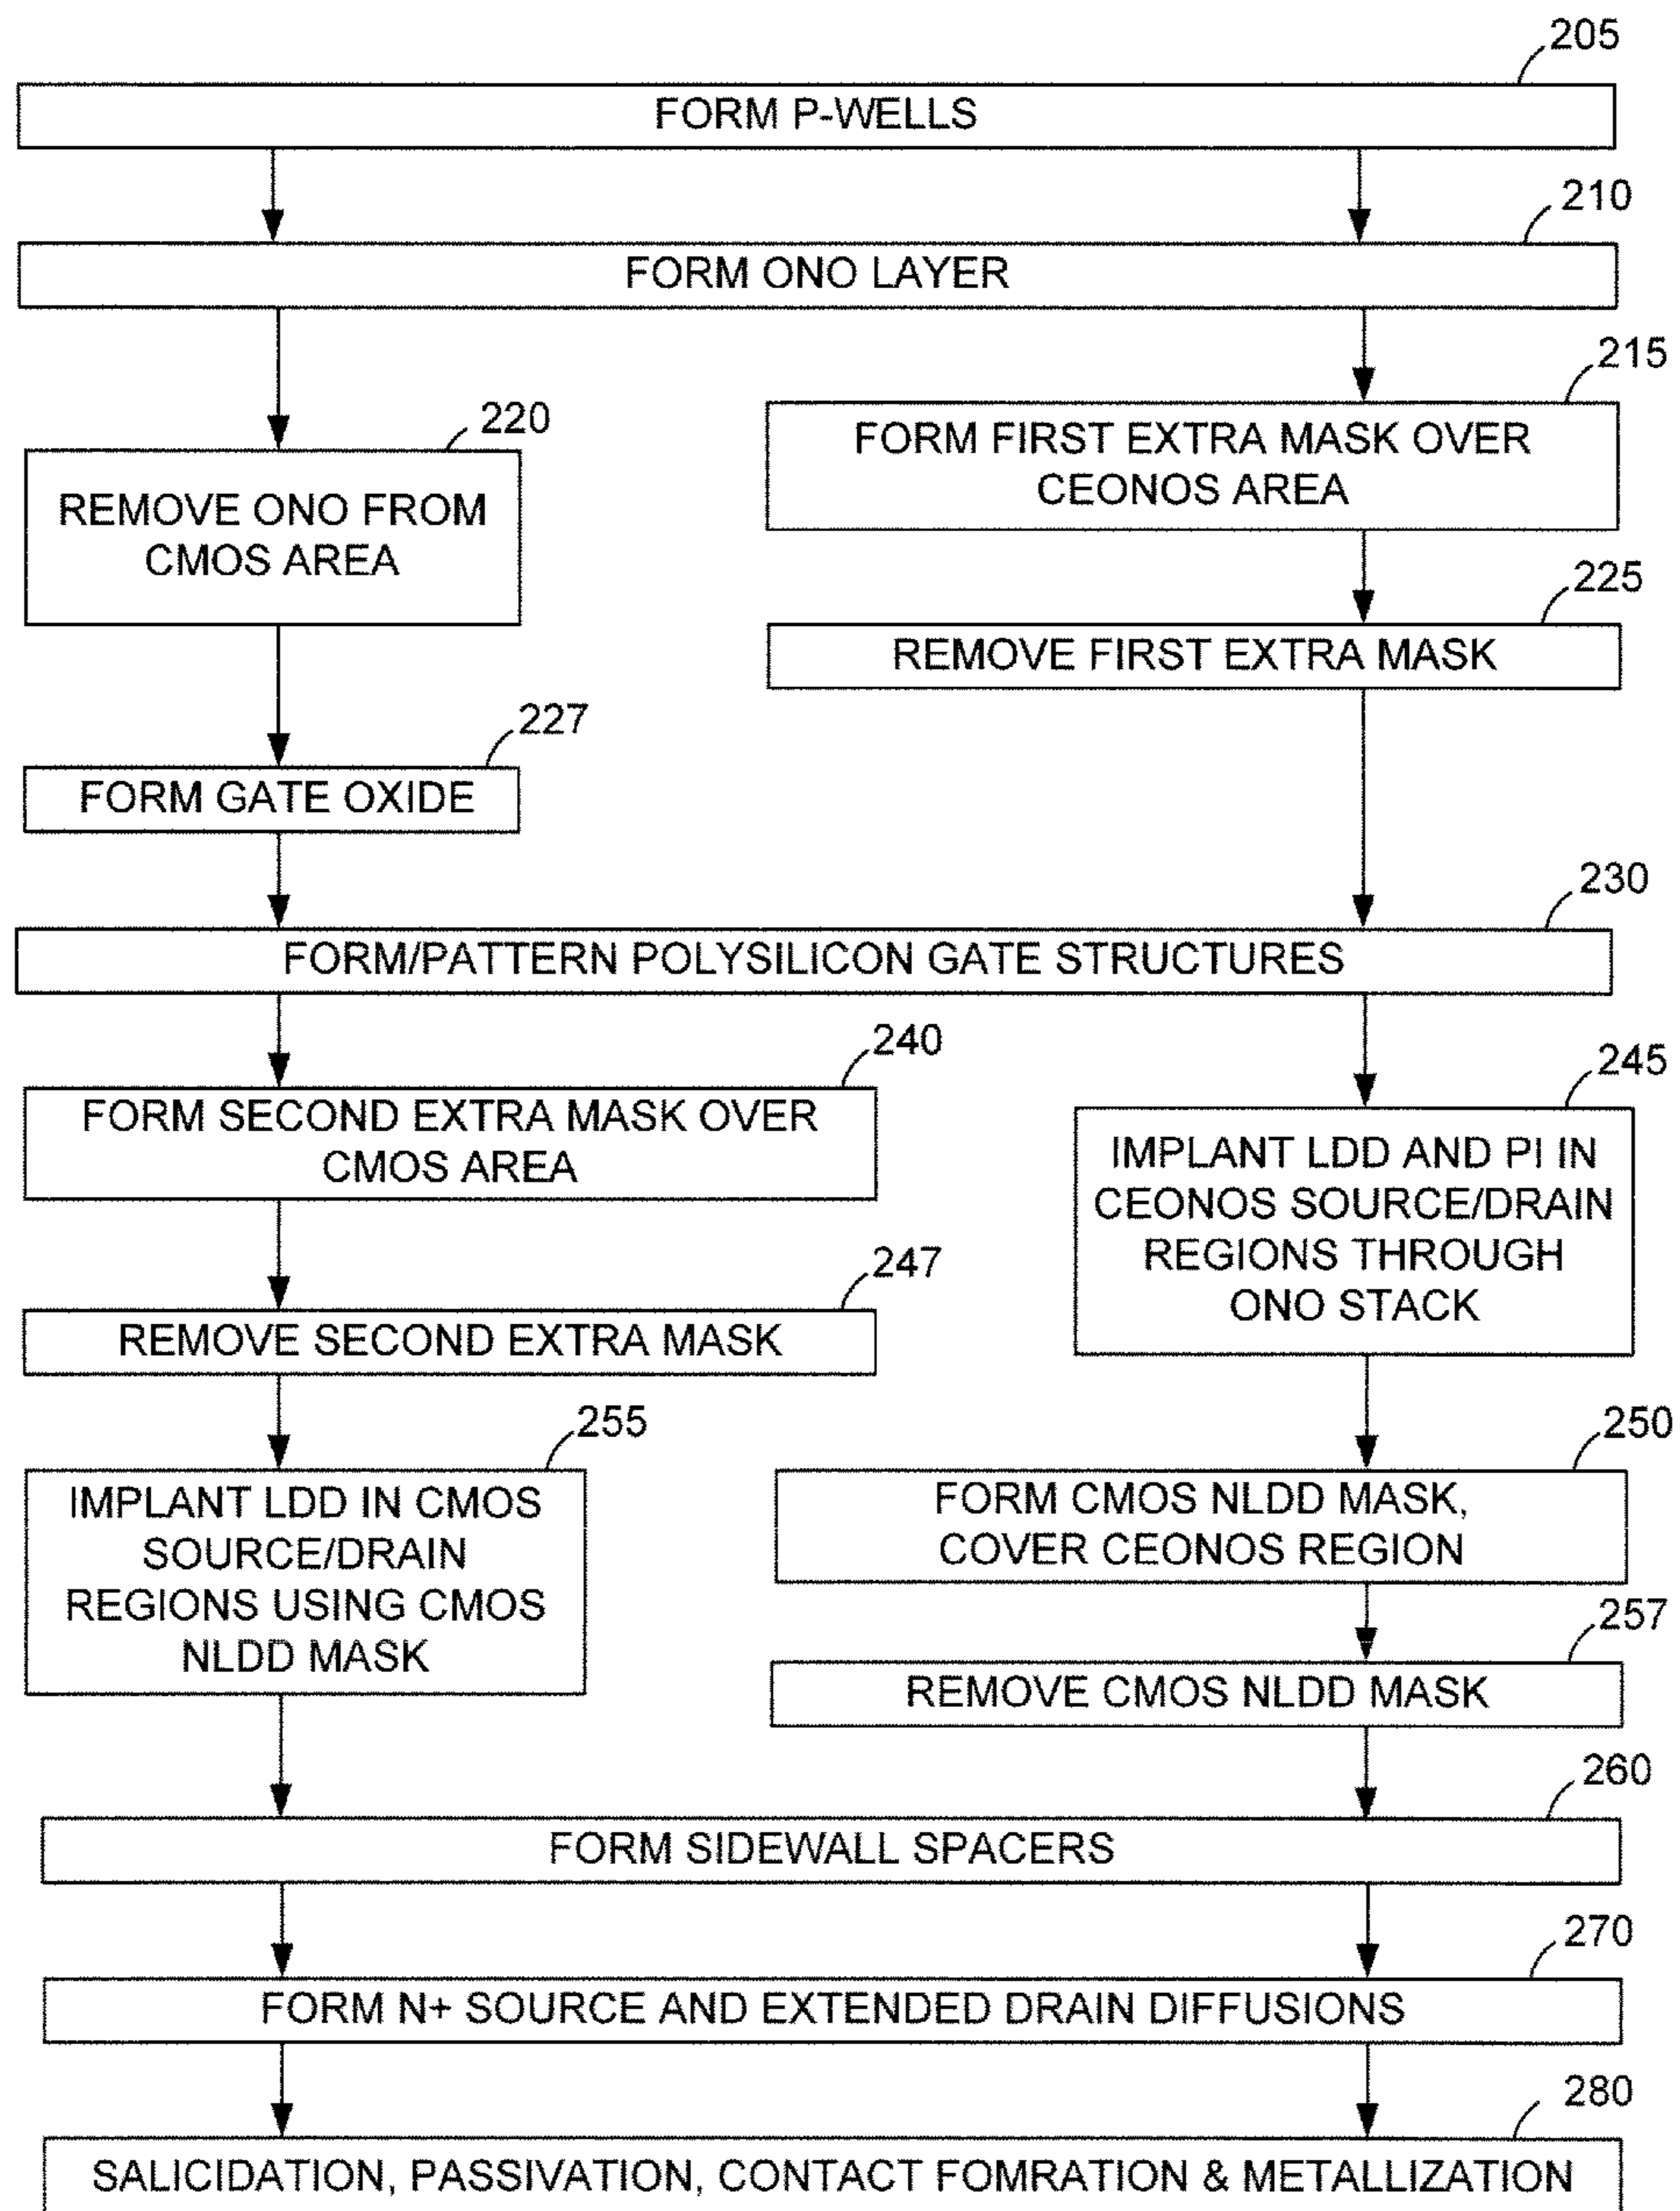 205
FORM P-WELLS
210
FORM ONO LAYER
215
FORM FIRST EXTRA MASK OVER
CEONOS AREA
220
REMOVE ONO FROM
CMOS AREA
225
REMOVE FIRST EXTRA MASK
227
FORM GATE OXIDE
230
FORM/PATTERN POLYSILICON GATE STRUCTURES
240
FORM SECOND EXTRA MASK OVER
CMOS AREA
245
IMPLANT LDD AND PI IN
CEONOS SOURCE/DRAIN
REGIONS THROUGH
ONO STACK
247
REMOVE SECOND EXTRA MASK
250
FORM CMOS NLDD MASK,
COVER CEONOS REGION
255
IMPLANT LDD IN CMOS
SOURCE/DRAIN
REGIONS USING CMOS
NLDD MASK
257
REMOVE CMOS NLDD MASK
260
FORM SIDEWALL SPACERS
270
FORM N+ SOURCE AND EXTENDED DRAIN DIFFUSIONS
280
SALICIDATION, PASSIVATION, CONTACT FOMRATION & METALLIZATION